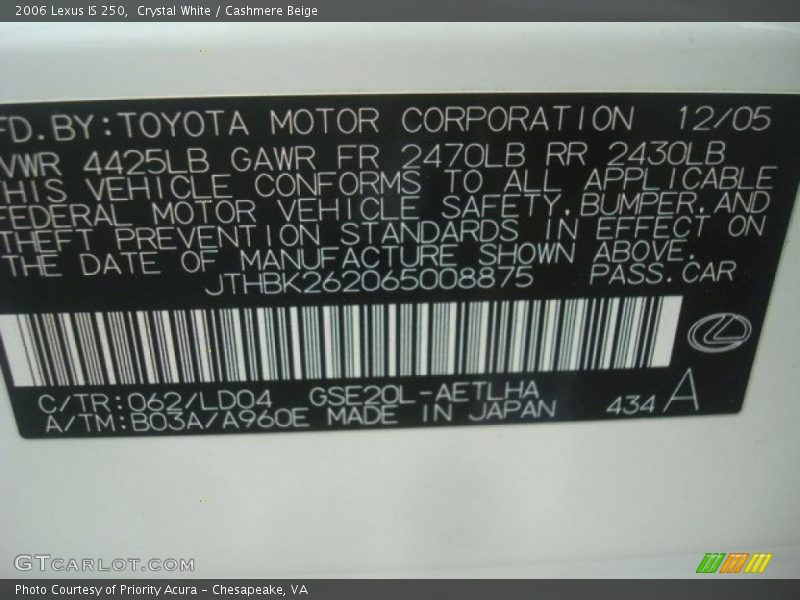 2006 Lexus IS 250, Crystal White / Cashmere Beige
FD.BY:TOYOTA MOTOR CORPORATION 12/05
VWR 4425LB GAWR FR 2470LB RR 2430LB
HIS VEHICLE CONFORMS TO ALL APPLICABLE
FEDERAL MOTOR VEHICLE SAFETY,BUMPER,AND
THEFT PREVENTION STANDARDS IN EFFECT ON
THE DATE OF MANUFACTURE SHOWN ABOVE.
JTHBK262065008875 PASS.CAR
C/TR:062/LD04 GSE20L-AETLHA
A/TM:B03A/A960E MADE IN JAPAN 434 A
GTCARLOT.COM
Photo Courtesy of Priority Acura - Chesapeake, VA